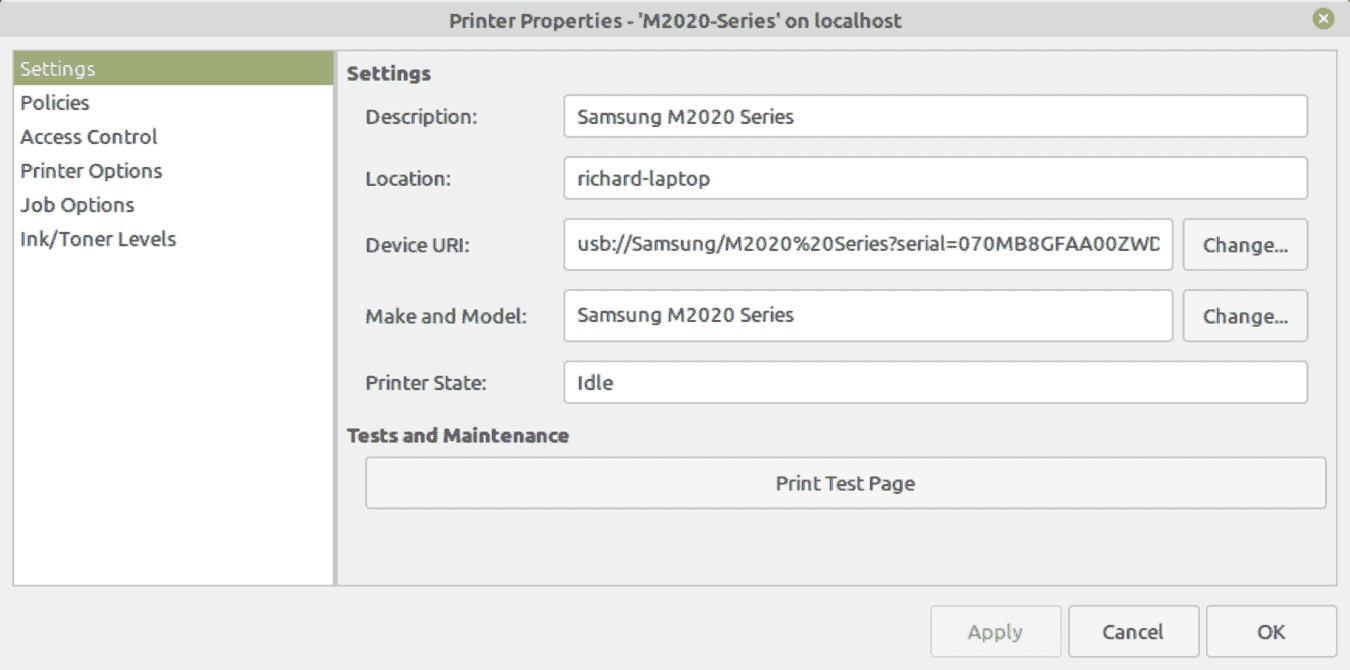 Printer Properties - 'M2020-Series' on localhost
Settings
Policies
Access Control
Printer Options
Job Options
Ink/Toner Levels
Settings
Description: Samsung M2020 Series
Location: richard-laptop
Device URI: usb://Samsung/M2020%20Series?serial=070MB8GFAA00ZWD Change...
Make and Model: Samsung M2020 Series Change...
Printer State: Idle
Tests and Maintenance
Print Test Page
Apply Cancel OK